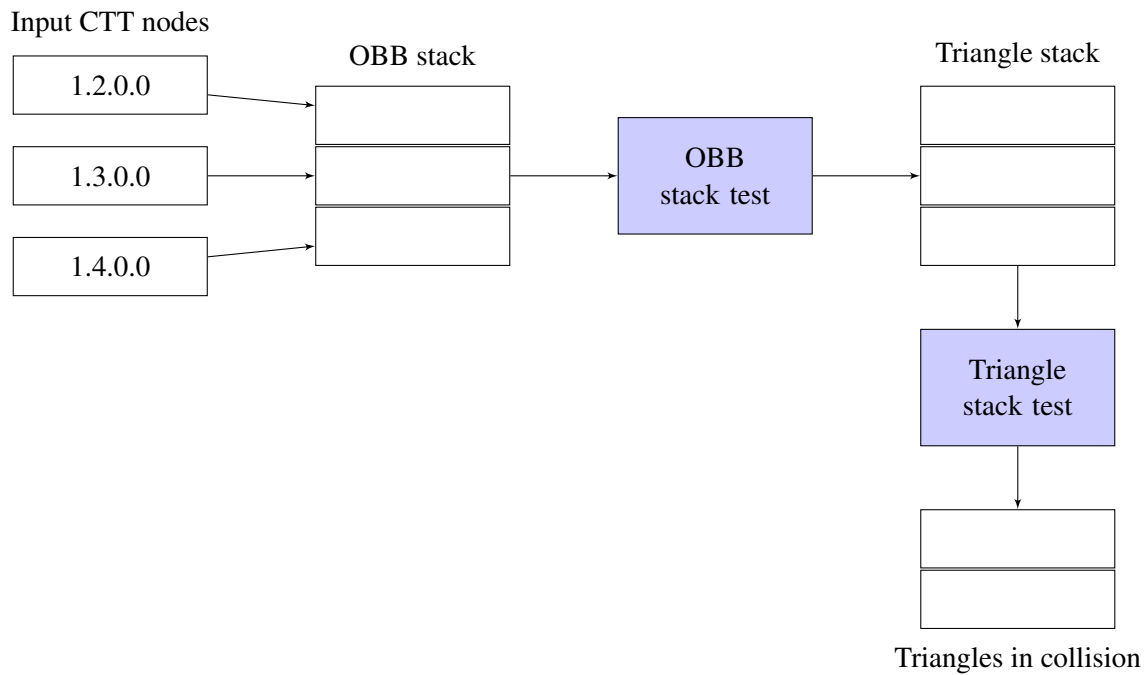 Input CTT nodes
1.2.0.0
1.3.0.0
1.4.0.0
OBB stack
OBB
stack test
Triangle stack
Triangle
stack test
Triangles in collision